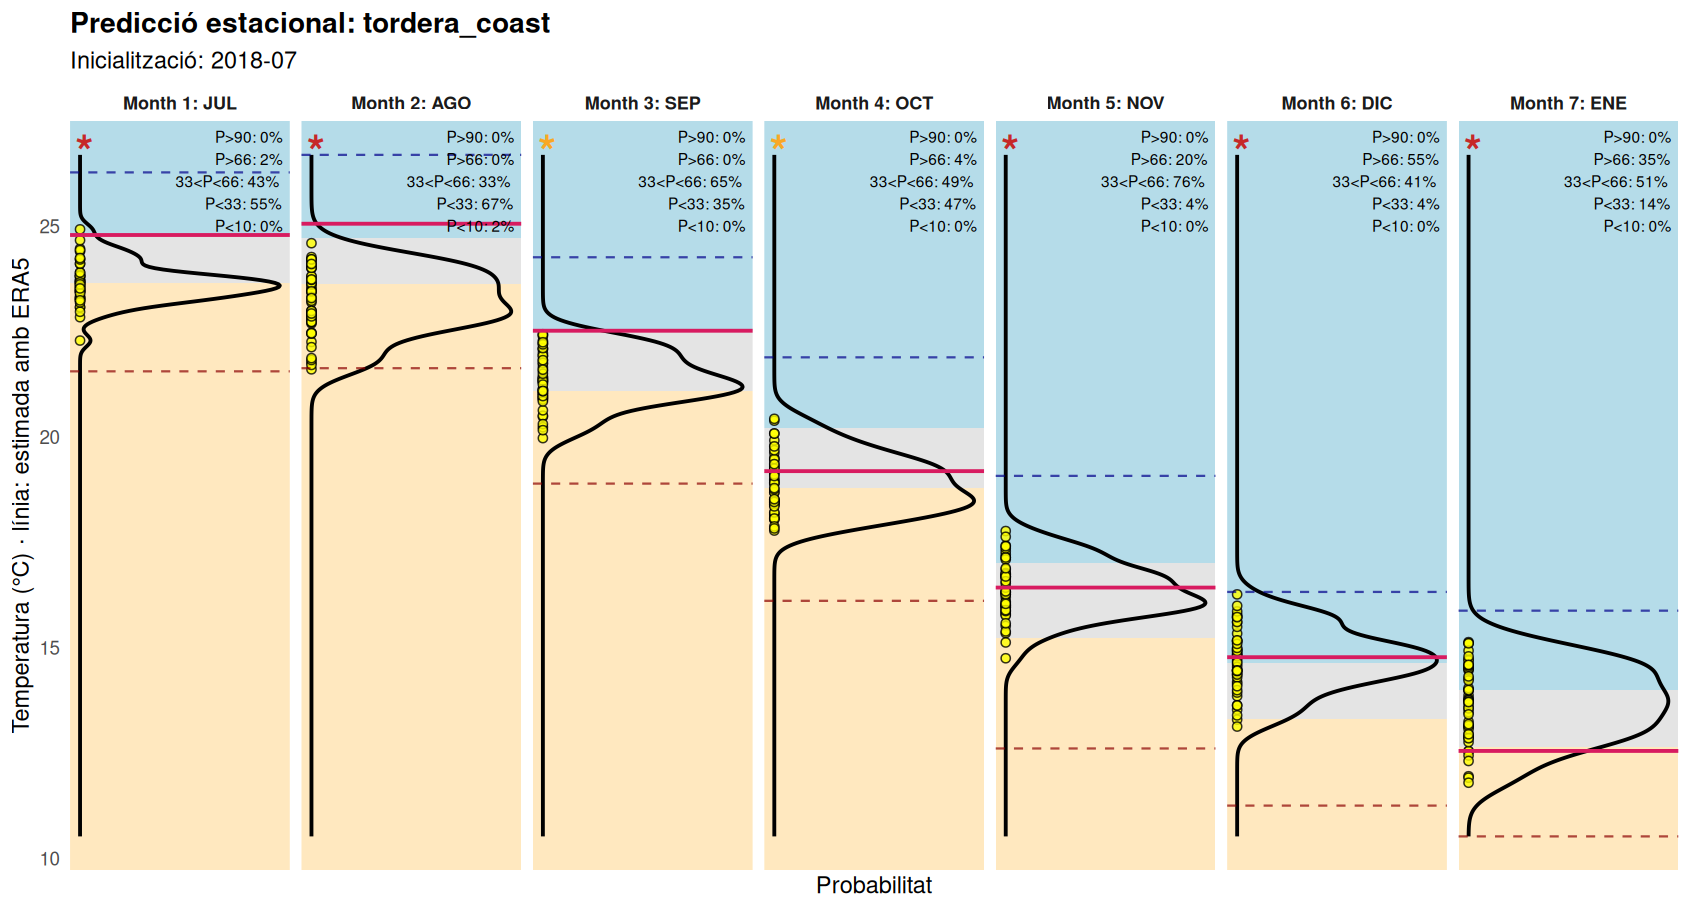 Predicció estacional: tordera_coast
Inicialització: 2018-07
Month 1: JUL
P>90: 0%
P>66: 2%
33<P<66: 43%
P<33: 55%
P<10: 0%
Month 2: AGO
P>90: 0%
P>66: 0%
33<P<66: 33%
P<33: 67%
P<10: 2%
Month 3: SEP
P>90: 0%
P>66: 0%
33<P<66: 65%
P<33: 35%
P<10: 0%
Month 4: OCT
P>90: 0%
P>66: 4%
33<P<66: 49%
P<33: 47%
P<10: 0%
Month 5: NOV
P>90: 0%
P>66: 20%
33<P<66: 76%
P<33: 4%
P<10: 0%
Month 6: DIC
P>90: 0%
P>66: 55%
33<P<66: 41%
P<33: 4%
P<10: 0%
Month 7: ENE
P>90: 0%
P>66: 35%
33<P<66: 51%
P<33: 14%
P<10: 0%
Temperatura (°C) · línia: estimada amb ERA5
25
20
15
10
Probabilitat